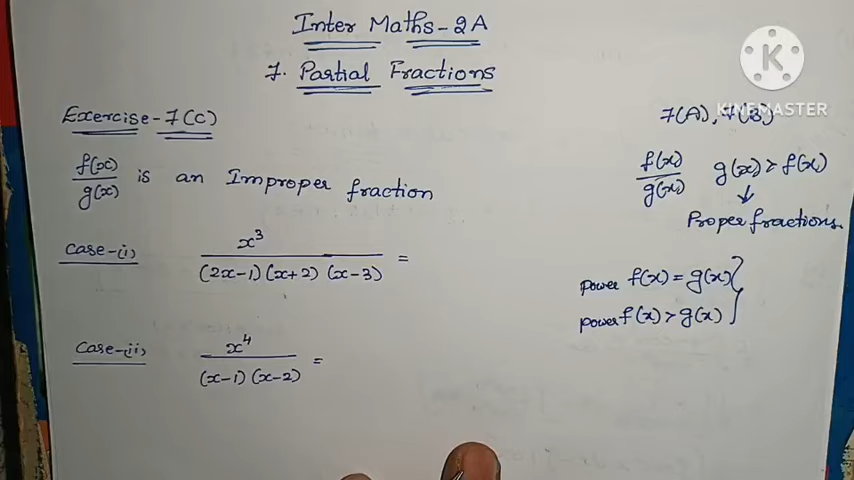 Inter Maths-2A
7. Partial Fractions
Exercise-7(C)
f(x)/g(x) is an Improper fraction
Case-(i) x³/(2x-1)(x+2)(x-3) =
Case-(ii) x⁴/(x-1)(x-2) =
7(A), 7(B)
f(x)/g(x) g(x) > f(x)
↓
Proper fractions.
power f(x) = g(x)
power f(x) > g(x)
K
KINEMASTER